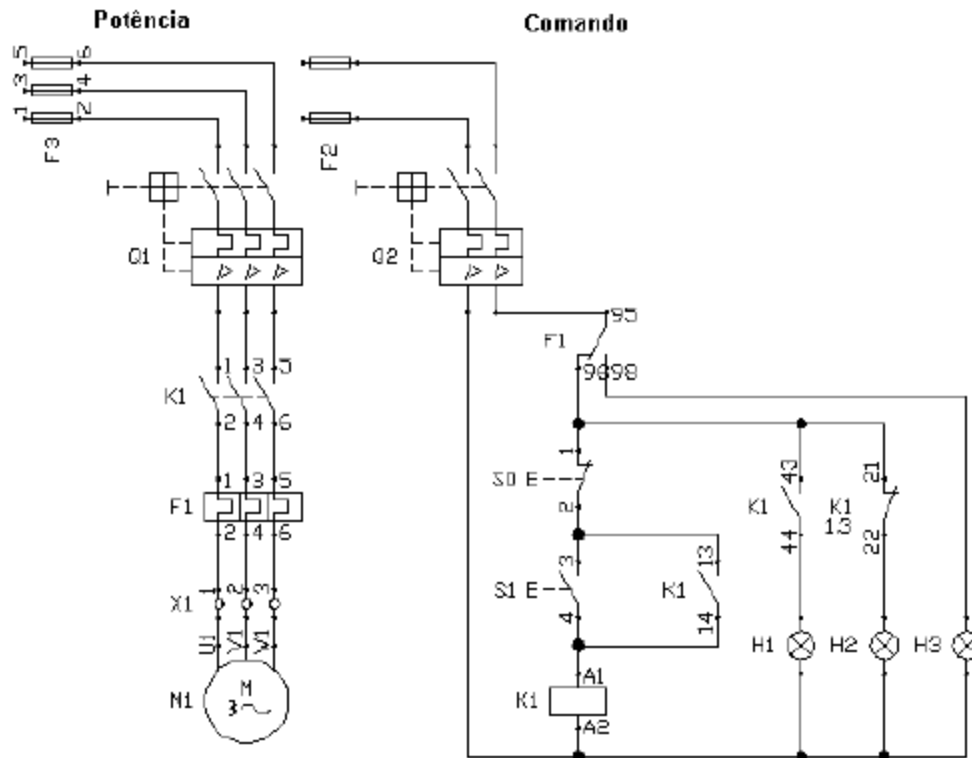 Potência
Comando
5 6
3 4
1 2
F3
F2
Q1
Q2
95
F1
96 98
1 3 5
K1
2 4 6
1
S0 E
2
43
K1
44
21
K1
13
22
1 3 5
F1
2 4 6
3
S1 E
4
13
K1
14
1 2 3
X1
U1 V1 W1
H1
H2
H3
M1
M
3~
A1
K1
A2